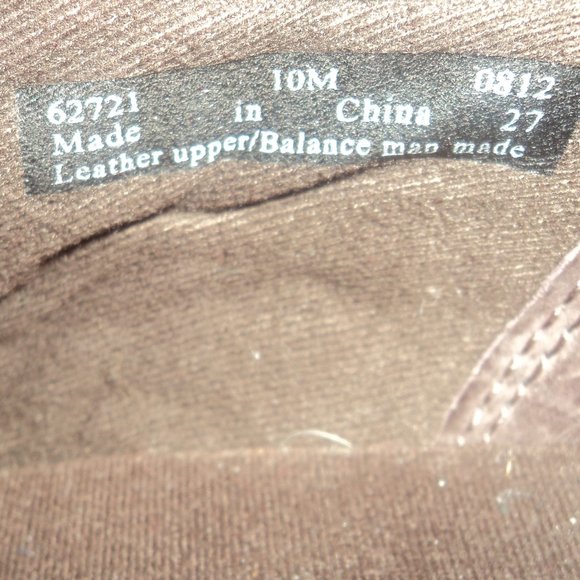 62721 10M 0812
Made in China 27
Leather upper/Balance man made